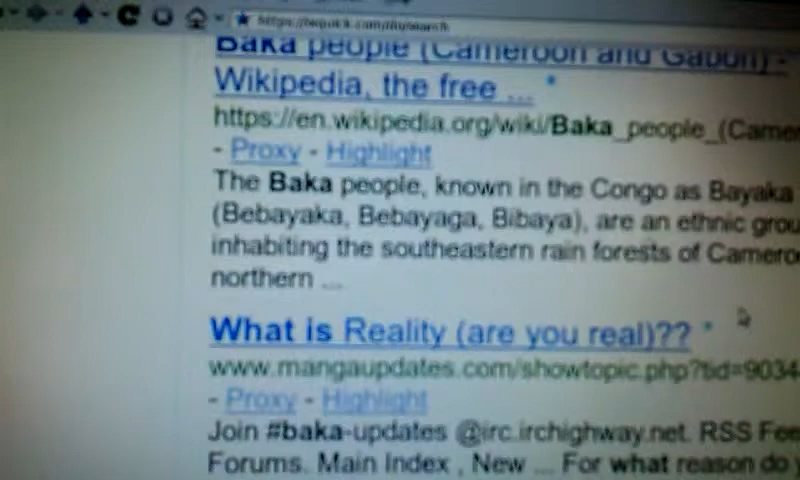 Baka people (Cameroon and Gabon) -
Wikipedia, the free ...
https://en.wikipedia.org/wiki/Baka_people_(Camer
- Proxy - Highlight
The Baka people, known in the Congo as Bayaka
(Bebayaka, Bebayaga, Bibaya), are an ethnic grou
inhabiting the southeastern rain forests of Camero
northern ...
What is Reality (are you real)??
www.mangaupdates.com/showtopic.php?tid=9034
- Proxy - Highlight
Join #baka-updates @irc.irchighway.net. RSS Fee
Forums. Main Index , New ... For what reason do y